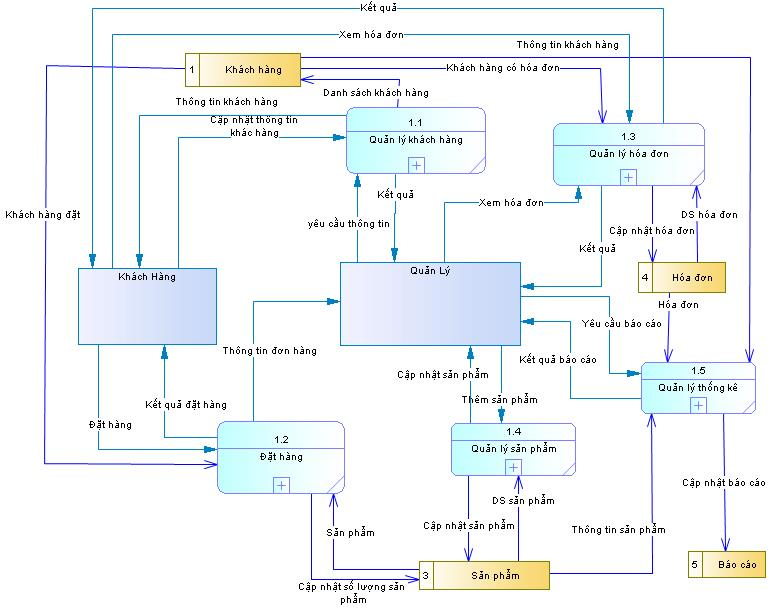 Kết quả
Xem hóa đơn
Thông tin khách hàng
1 Khách hàng
Khách hàng có hóa đơn
Danh sách khách hàng
Thông tin khách hàng
Cập nhật thông tin
khác hàng
1.1
Quản lý khách hàng
1.3
Quản lý hóa đơn
Kết quả
Xem hóa đơn
DS hóa đơn
Khách hàng đặt
yêu cầu thông tin
Cập nhật hóa đơn
Kết quả
Khách Hàng
Quản Lý
4 Hóa đơn
Hóa đơn
Yêu cầu báo cáo
Thông tin đơn hàng
Kết quả báo cáo
1.5
Quản lý thống kê
Cập nhật sản phẩm
Thêm sản phẩm
Kết quả đặt hàng
Đặt hàng
1.2
Đặt hàng
1.4
Quản lý sản phẩm
Cập nhật báo cáo
DS sản phẩm
Cập nhật sản phẩm
Thông tin sản phẩm
Sản phẩm
5 Báo cáo
3 Sản phẩm
Cập nhật số lượng sản
phẩm